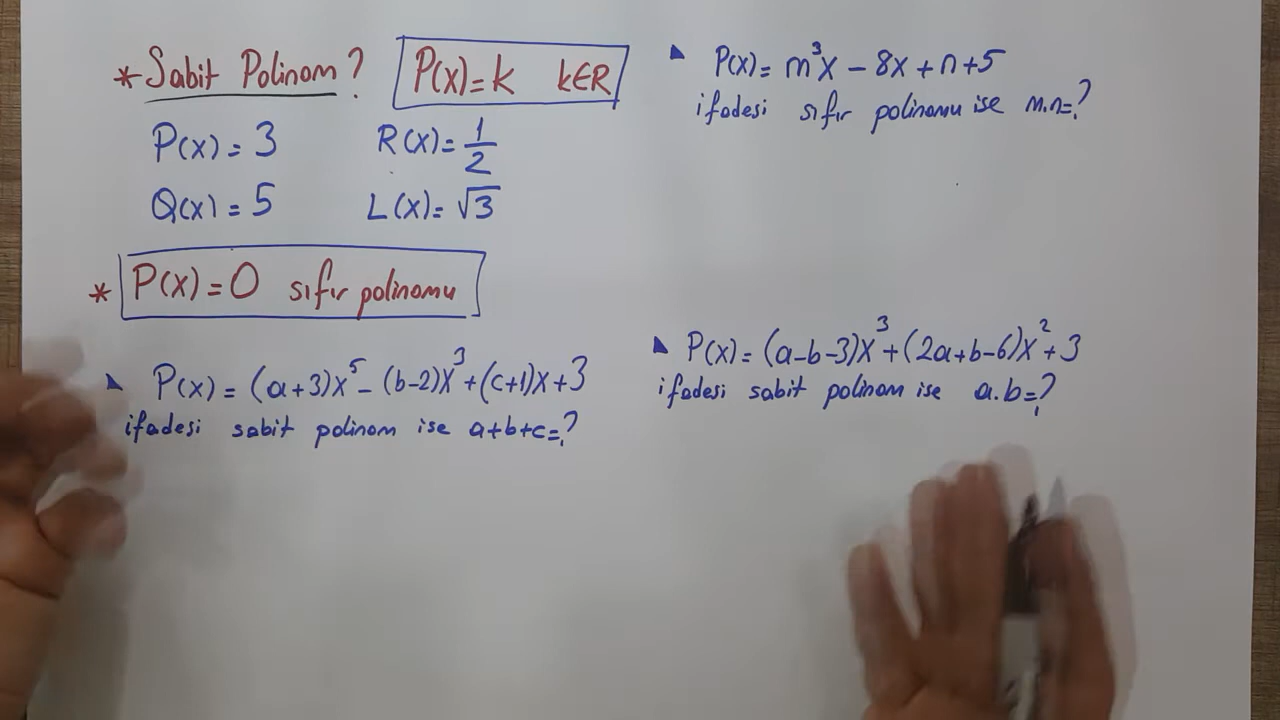 * Sabit Polinom? P(x)=k k∈R
P(x)=3 R(x)=1/2
Q(x)=5 L(x)=√3
* P(x)=0 sıfır polinomu
P(x)=(a+3)x⁵-(b-2)x³+(c+1)x+3
ifadesi sabit polinom ise a+b+c=?
P(x)=m³x-8x+n+5
ifadesi sıfır polinomu ise m.n=?
P(x)=(a-b-3)x³+(2a+b-6)x²+3
ifadesi sabit polinom ise a.b=?